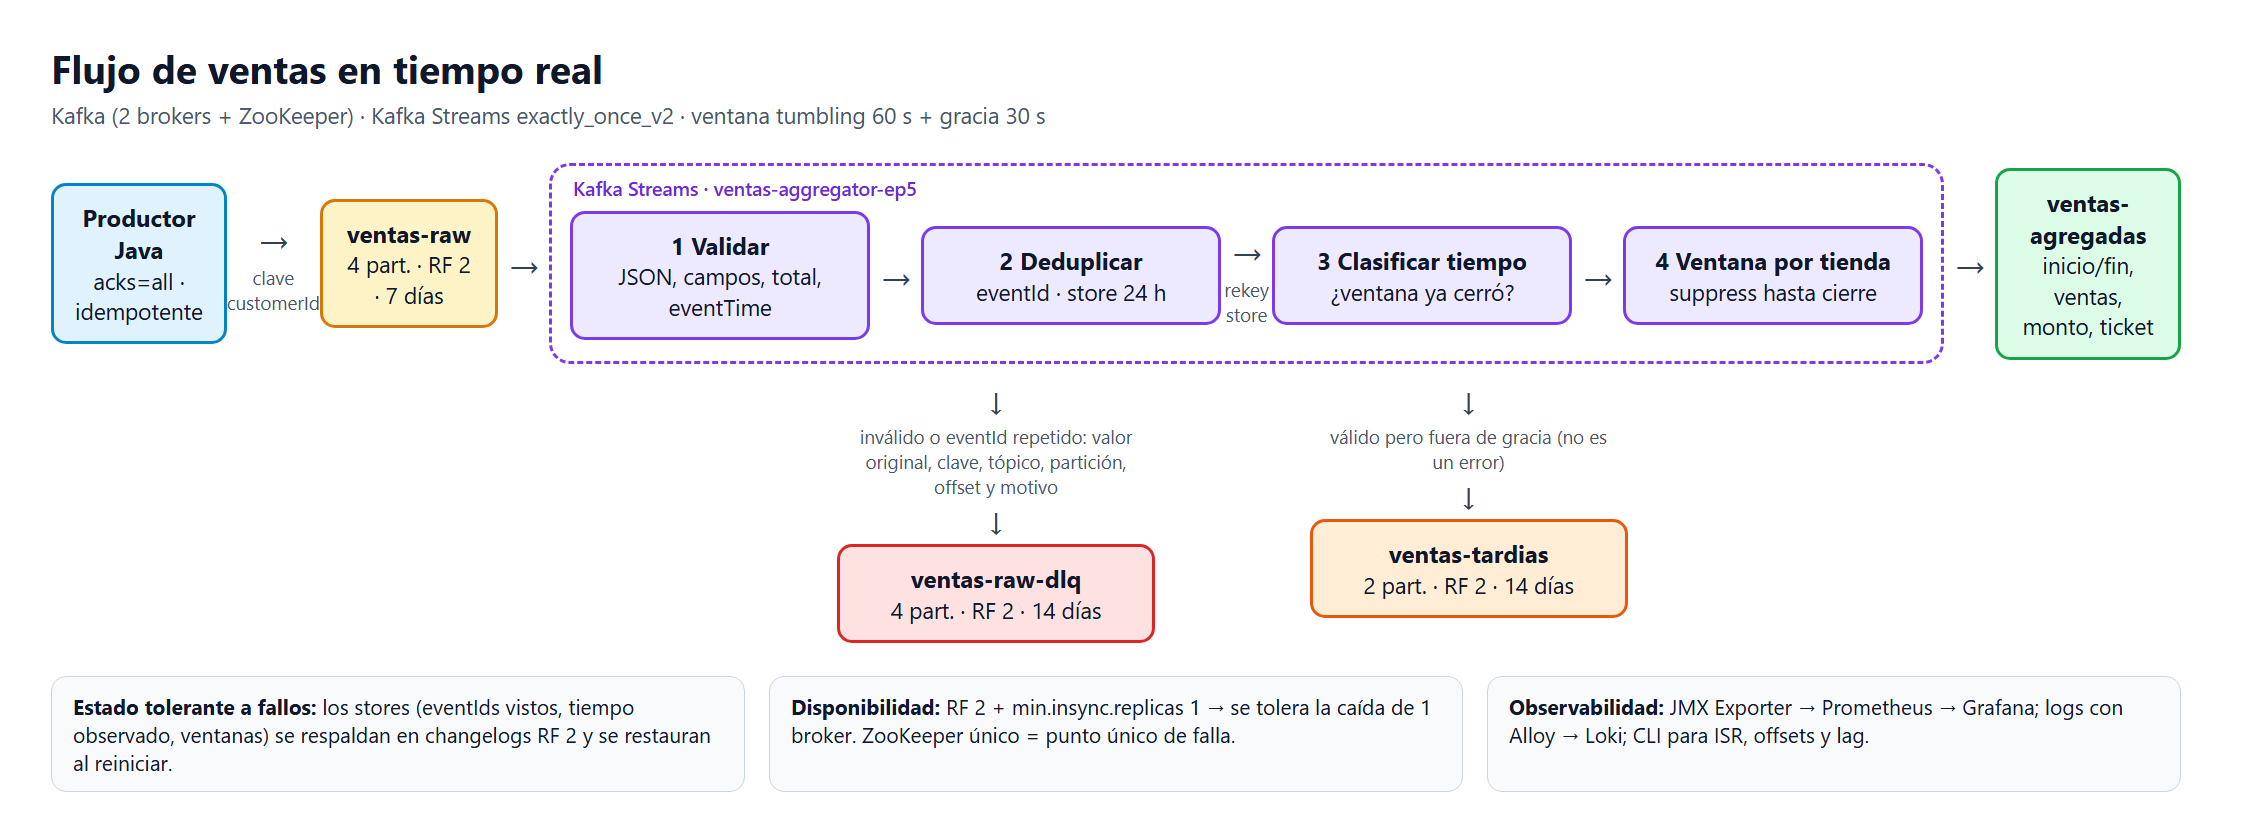 Flujo de ventas en tiempo real
Kafka (2 brokers + ZooKeeper) · Kafka Streams exactly_once_v2 · ventana tumbling 60 s + gracia 30 s
Productor
Java
acks=all ·
idempotente
→
clave
customerId
ventas-raw
4 part. · RF 2
· 7 días
→
Kafka Streams · ventas-aggregator-ep5
1 Validar
JSON, campos, total,
eventTime
→
2 Deduplicar
eventId · store 24 h
→
rekey
store
3 Clasificar tiempo
¿ventana ya cerró?
→
4 Ventana por tienda
suppress hasta cierre
→
ventas-
agregadas
inicio/fin,
ventas,
monto, ticket
↓
inválido o eventId repetido: valor
original, clave, tópico, partición,
offset y motivo
↓
ventas-raw-dlq
4 part. · RF 2 · 14 días
↓
válido pero fuera de gracia (no es
un error)
↓
ventas-tardias
2 part. · RF 2 · 14 días
Estado tolerante a fallos: los stores (eventIds vistos, tiempo
observado, ventanas) se respaldan en changelogs RF 2 y se restauran
al reiniciar.
Disponibilidad: RF 2 + min.insync.replicas 1 → se tolera la caída de 1
broker. ZooKeeper único = punto único de falla.
Observabilidad: JMX Exporter → Prometheus → Grafana; logs con
Alloy → Loki; CLI para ISR, offsets y lag.